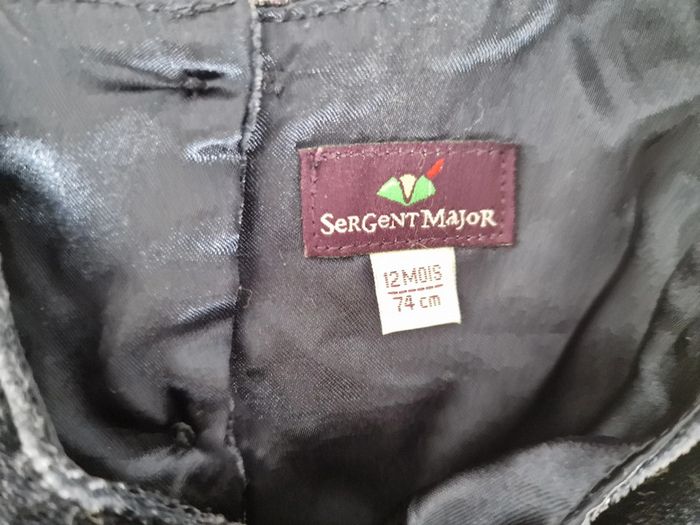 SeRGeNT MaJoR
12 MOIS
74 cm